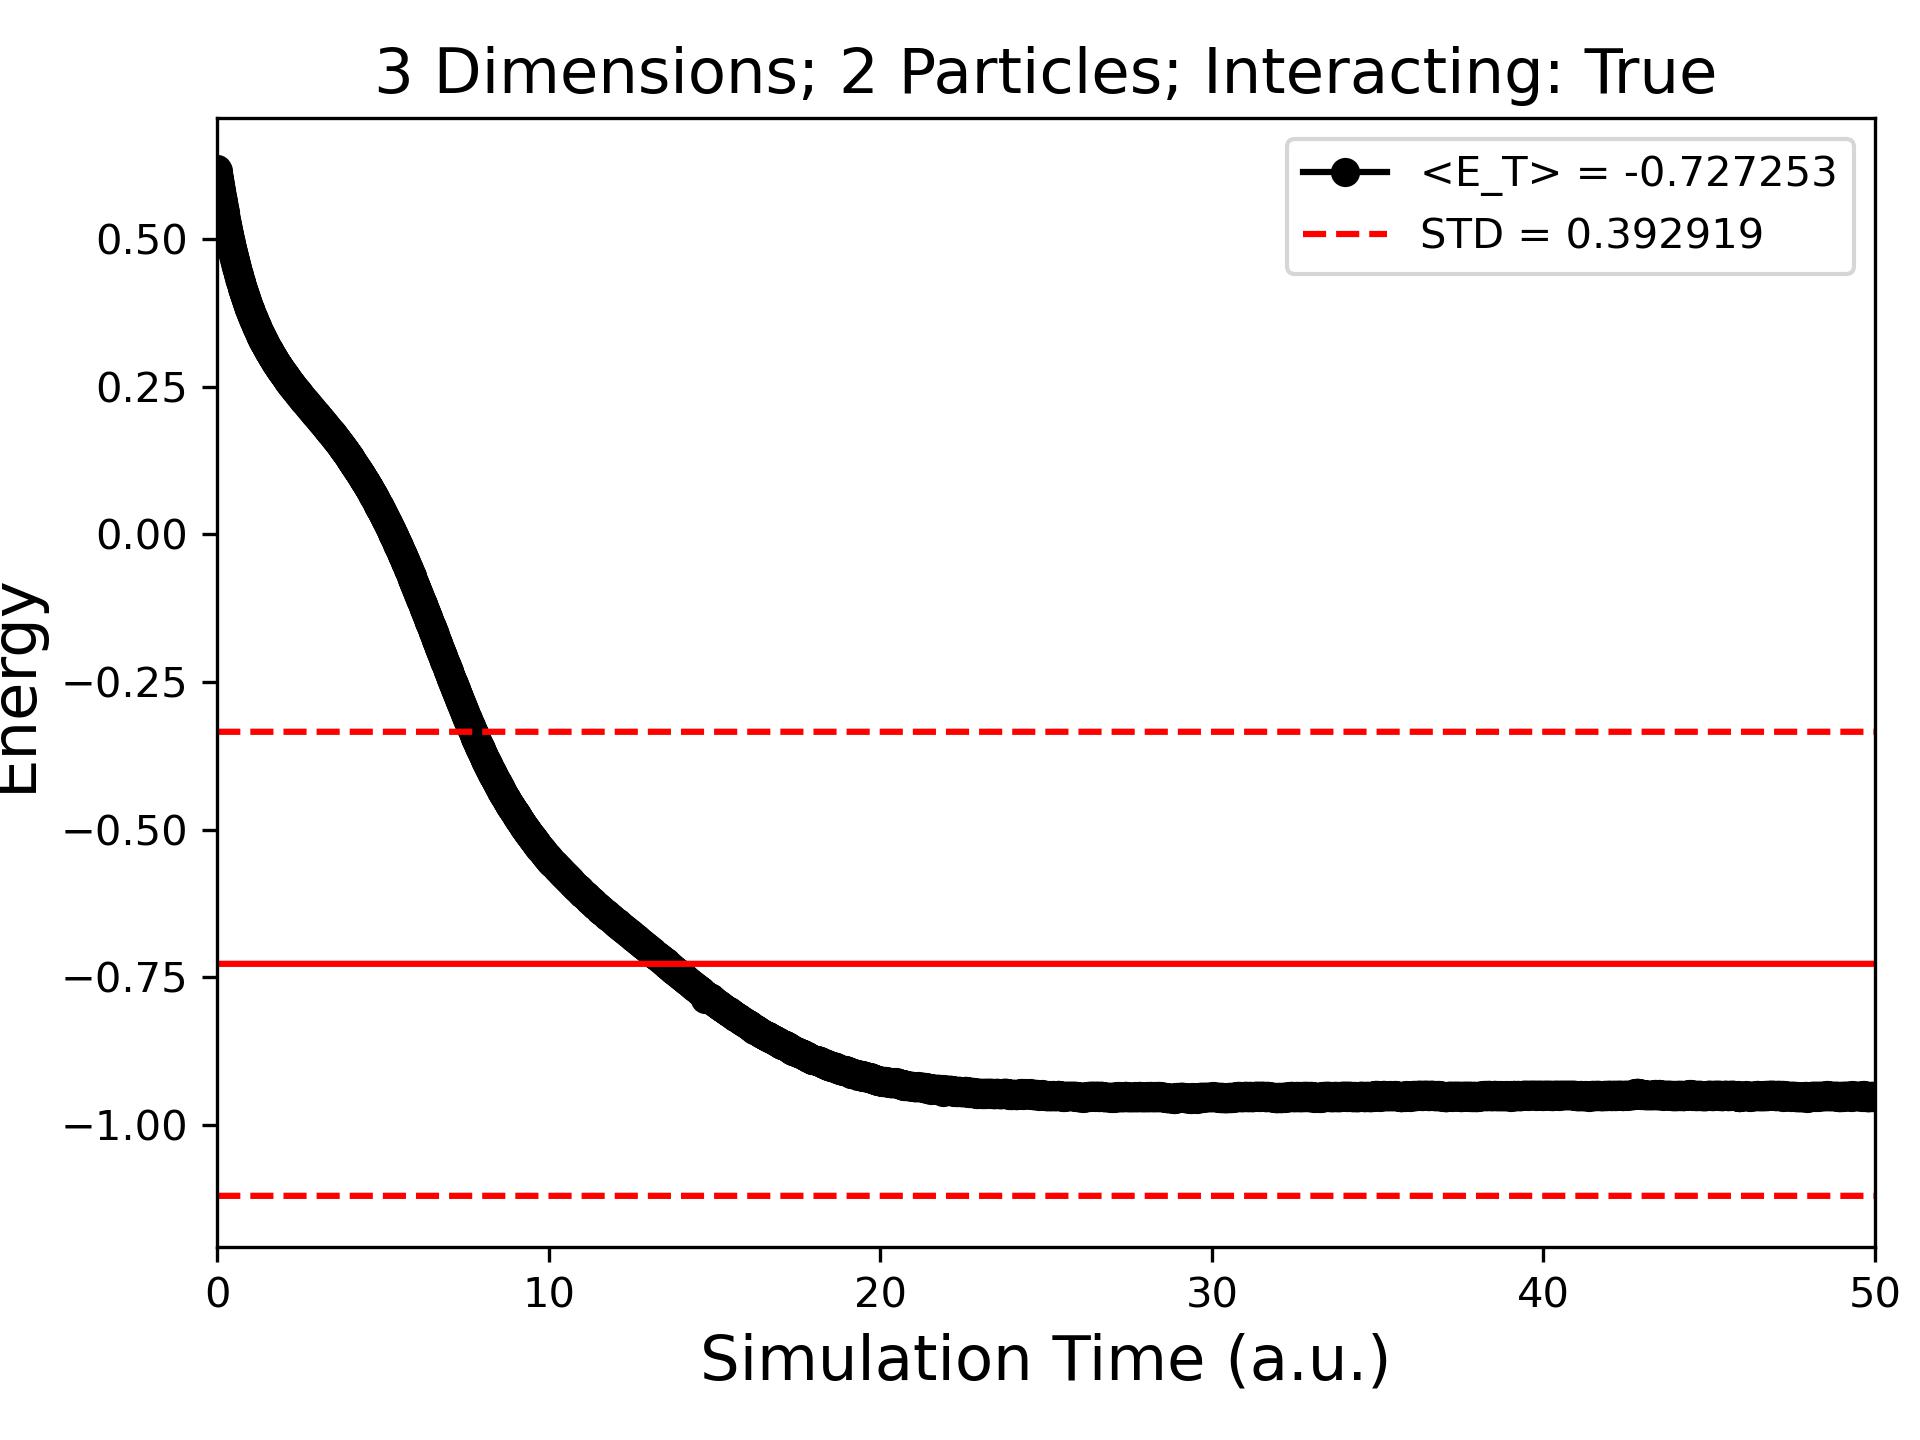 3 Dimensions; 2 Particles; Interacting: True
<E_T> = -0.727253
STD = 0.392919
Energy
0.50
0.25
0.00
−0.25
−0.50
−0.75
−1.00
0 10 20 30 40 50
Simulation Time (a.u.)